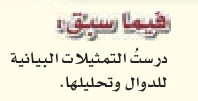 فيما سبق:
درستُ التمثيلات البيانية
للدوال وتحليلها.